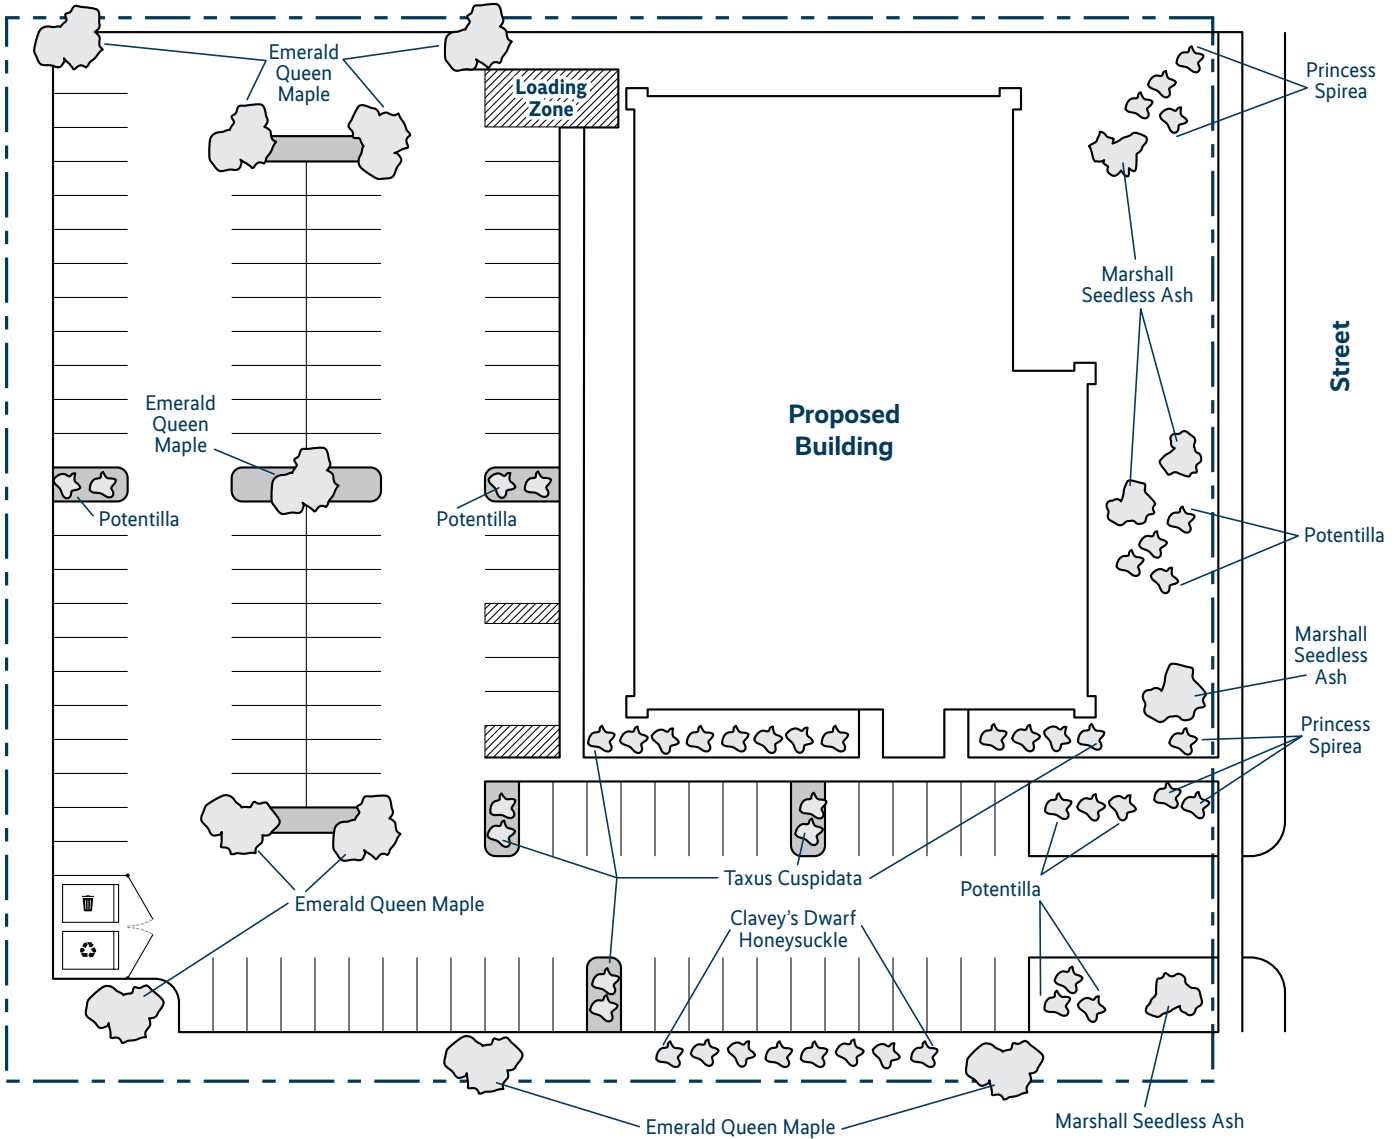 Emerald
Queen
Maple
Loading
Zone
Princess
Spirea
Marshall
Seedless Ash
Street
Emerald
Queen
Maple
Proposed
Building
Potentilla
Potentilla
Potentilla
Marshall
Seedless
Ash
Princess
Spirea
Taxus Cuspidata
Potentilla
Emerald Queen Maple
Clavey's Dwarf
Honeysuckle
Emerald Queen Maple
Marshall Seedless Ash